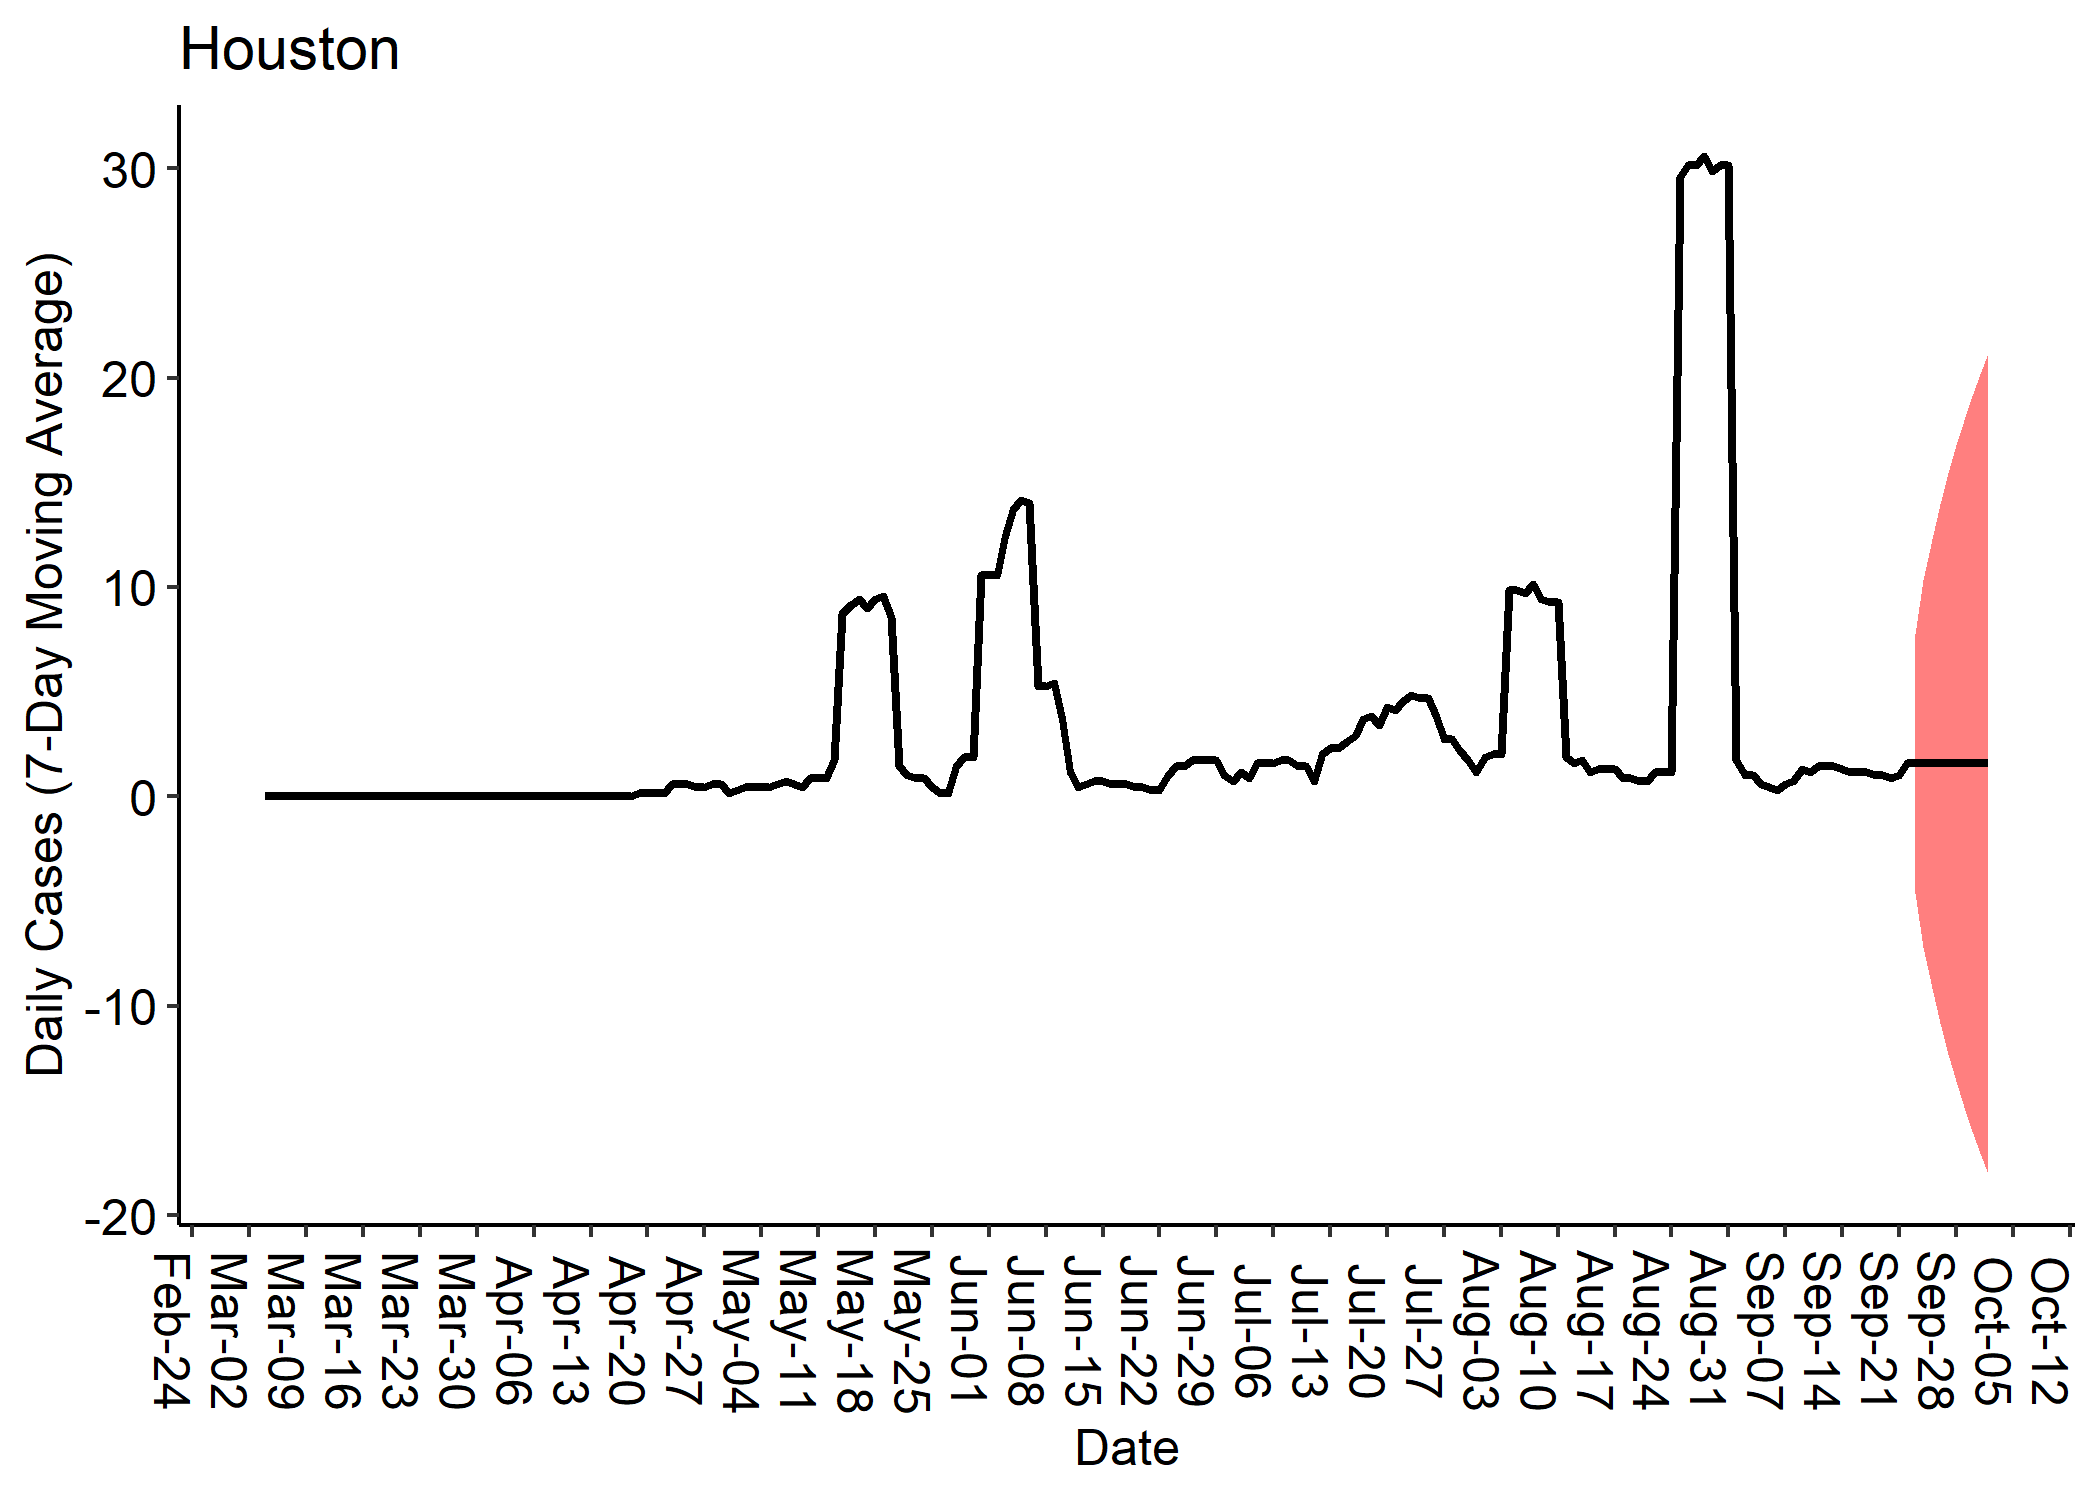 Houston
Daily Cases (7-Day Moving Average)
30
20
10
0
-10
-20
Feb-24
Mar-02
Mar-09
Mar-16
Mar-23
Mar-30
Apr-06
Apr-13
Apr-20
Apr-27
May-04
May-11
May-18
May-25
Jun-01
Jun-08
Jun-15
Jun-22
Jun-29
Jul-06
Jul-13
Jul-20
Jul-27
Aug-03
Aug-10
Aug-17
Aug-24
Aug-31
Sep-07
Sep-14
Sep-21
Sep-28
Oct-05
Oct-12
Date